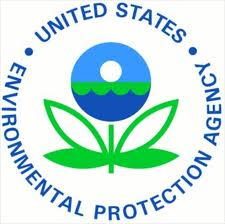 UNITED STATES
• ENVIRONMENTAL PROTECTION AGENCY •